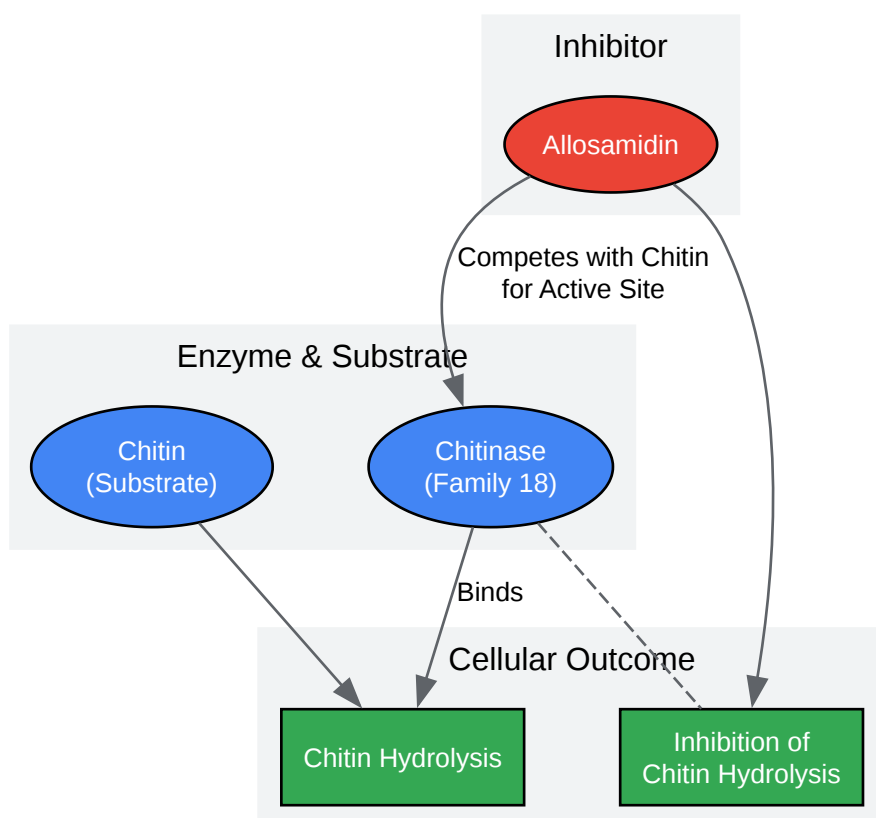 Inhibitor
Allosamidin
Competes with Chitin
for Active Site
Enzyme & Substrate
Chitin
(Substrate)
Chitinase
(Family 18)
Binds
Cellular Outcome
Chitin Hydrolysis
Inhibition of
Chitin Hydrolysis